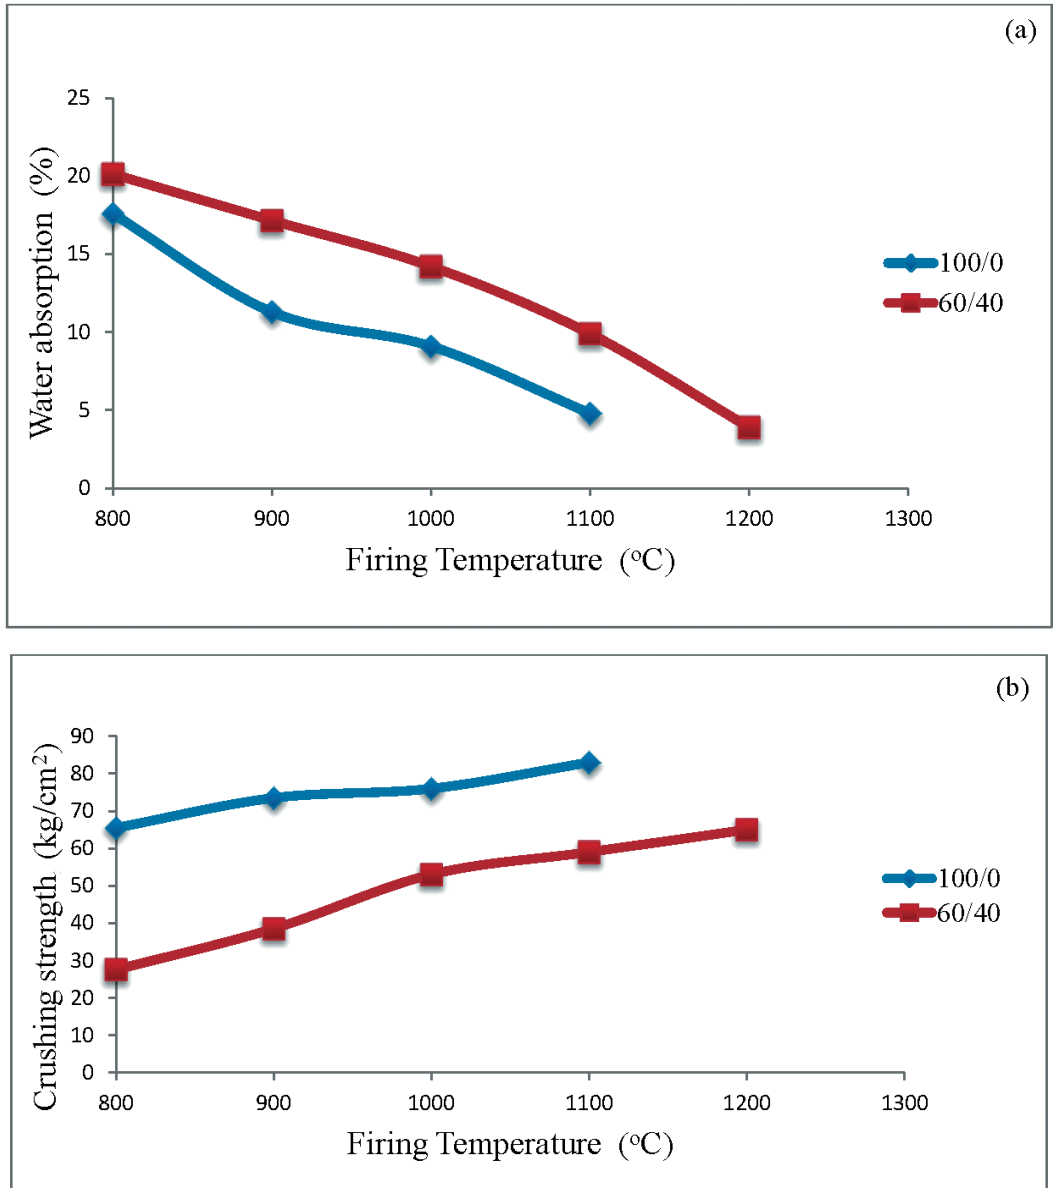 (a)
25
20
15
10
5
0
Water absorption (%)
800 900 1000 1100 1200 1300
Firing Temperature (°C)
100/0
60/40
(b)
90
80
70
60
50
40
30
20
10
0
Crushing strength (kg/cm²)
800 900 1000 1100 1200 1300
Firing Temperature (°C)
100/0
60/40